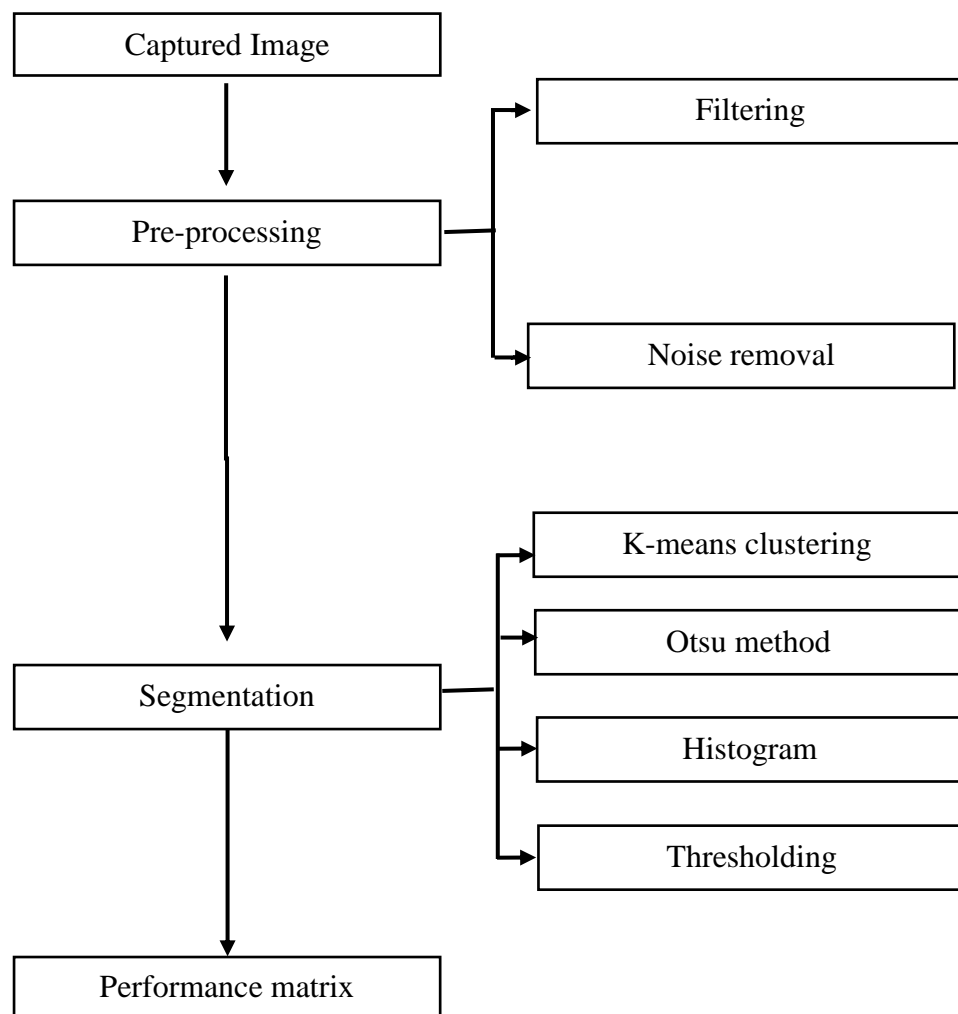 Captured Image
Filtering
Pre-processing
Noise removal
K-means clustering
Otsu method
Segmentation
Histogram
Thresholding
Performance matrix